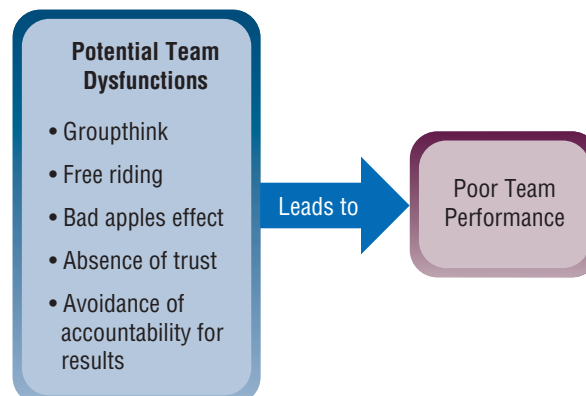 Potential Team
Dysfunctions
• Groupthink
• Free riding
• Bad apples effect
• Absence of trust
• Avoidance of
accountability for
results
Leads to
Poor Team
Performance